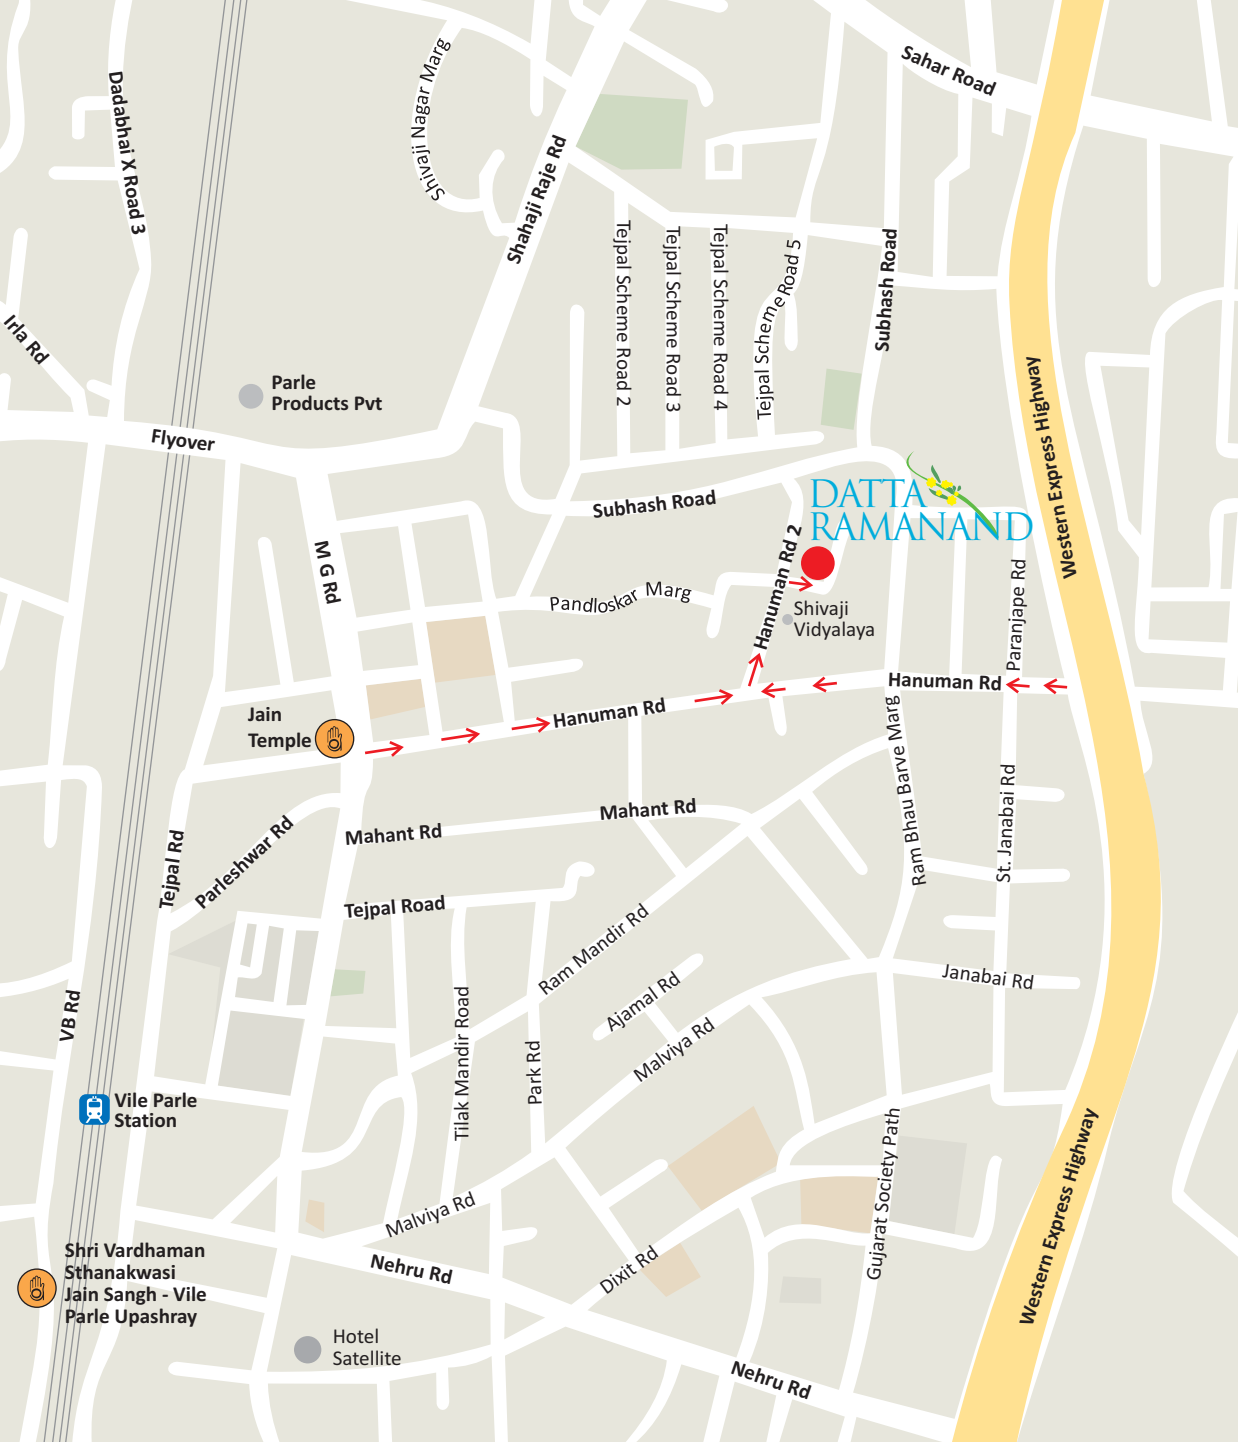 Sahar Road
Shivaji Nagar Marg
Dadabhai X Road 3
Shahaji Raje Rd
Tejpal Scheme Road 2
Tejpal Scheme Road 3
Tejpal Scheme Road 4
Tejpal Scheme Road 5
Subhash Road
Irla Rd
Parle
Products Pvt
Flyover
Western Express Highway
Subhash Road
DATTA
RAMANAND
M G Rd
Hanuman Rd 2
Pandloskar Marg
Shivaji
Vidyalaya
Paranjape Rd
Hanuman Rd
Hanuman Rd
Jain
Temple
Ram Bhau Barve Marg
St. Janabai Rd
Mahant Rd
Mahant Rd
Parleshwar Rd
Tejpal Rd
Tejpal Road
Ram Mandir Rd
Janabai Rd
Ajamal Rd
Malviya Rd
VB Rd
Tilak Mandir Road
Park Rd
Vile Parle
Station
Gujarat Society Path
Western Express Highway
Malviya Rd
Shri Vardhaman
Sthanakwasi
Jain Sangh - Vile
Parle Upashray
Nehru Rd
Dixit Rd
Hotel
Satellite
Nehru Rd